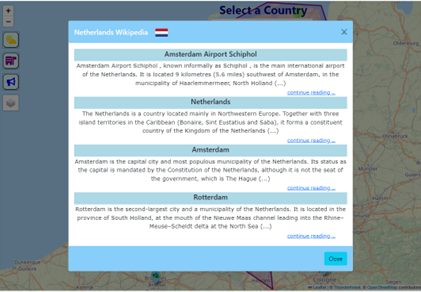 Select a Country
Netherlands Wikipedia
Amsterdam Airport Schiphol
Amsterdam Airport Schiphol , known informally as Schiphol , is the main international airport
of the Netherlands. It is located 9 kilometres (5.6 miles) southwest of Amsterdam, in the
municipality of Haarlemmermeer, North Holland (...)
continue reading ...
Netherlands
The Netherlands is a country located mainly in Northwestern Europe. Together with three
island territories in the Caribbean (Bonaire, Sint Eustatius and Saba), it forms a constituent
country of the Kingdom of the Netherlands (...)
continue reading ...
Amsterdam
Amsterdam is the capital city and most populous municipality of the Netherlands. Its status as
the capital is mandated by the Constitution of the Netherlands, although it is not the seat of
the government, which is The Hague (...)
continue reading ...
Rotterdam
Rotterdam is the second-largest city and a municipality of the Netherlands. It is located in the
province of South Holland, at the mouth of the Nieuwe Maas channel leading into the Rhine–
Meuse–Scheldt delta at the North Sea (...)
continue reading ...
Close
Leaflet | © Thunderforest, © OpenStreetMap contributors